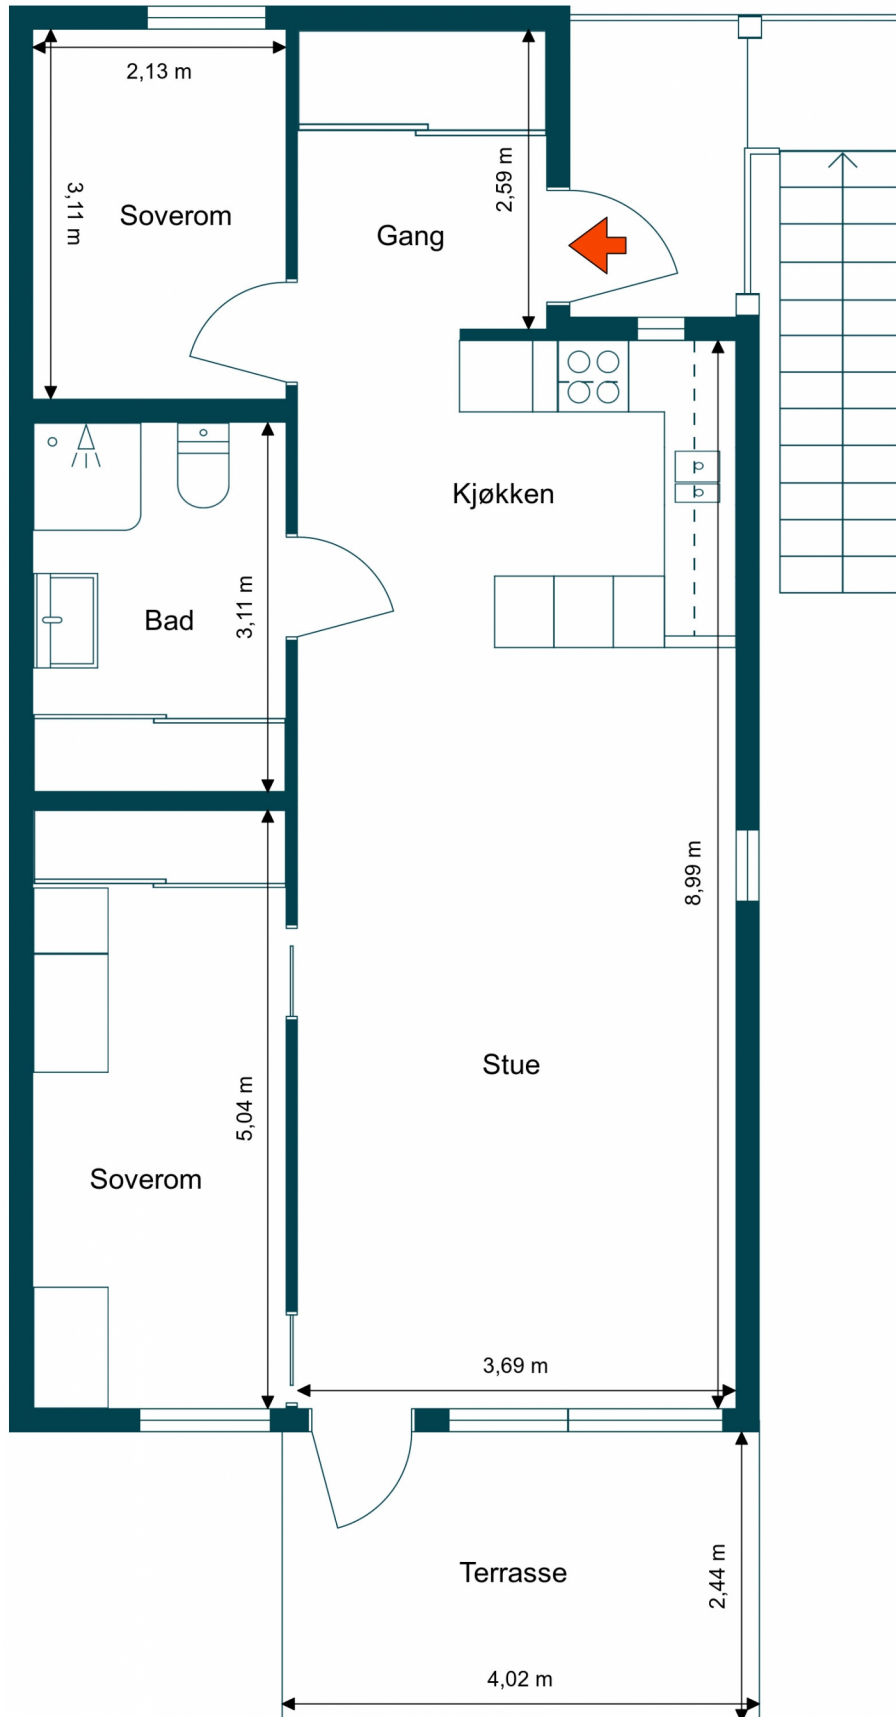 2,13 m
3,11 m
Soverom
2,59 m
Gang
Kjøkken
Bad
3,11 m
8,99 m
Stue
5,04 m
Soverom
3,69 m
Terrasse
2,44 m
4,02 m